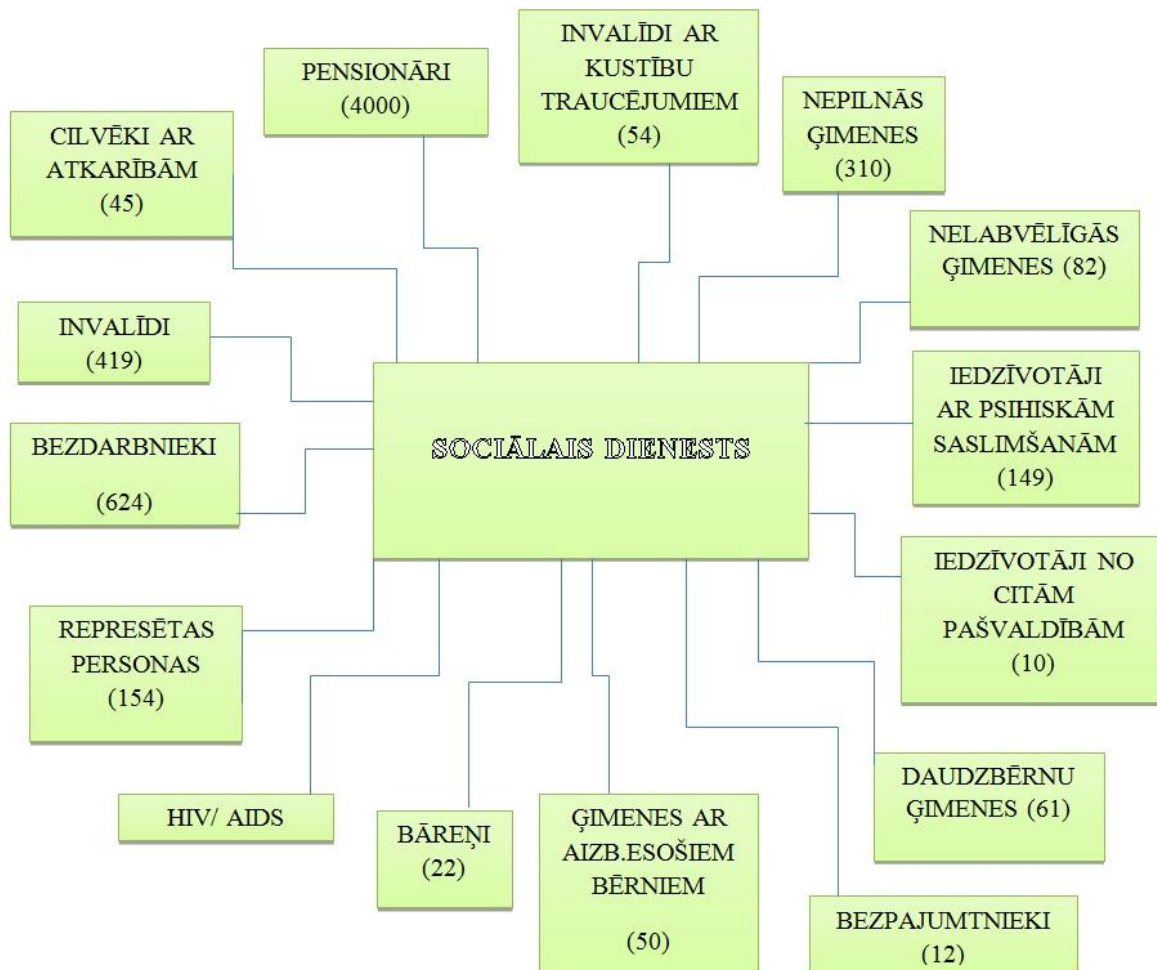 PENSIONĀRI
(4000)
INVALĪDI AR
KUSTĪBU
TRAUCĒJUMIEM
(54)
NEPILNĀS
ĢIMENES
(310)
CILVĒKI AR
ATKARĪBĀM
(45)
NELABVĒLĪGĀS
ĢIMENES (82)
INVALĪDI
(419)
IEDZĪVOTĀJI
AR PSIHISKĀM
SASLIMŠANĀM
(149)
BEZDARBNIEKI
(624)
SOCIĀLAIS DIENESTS
IEDZĪVOTĀJI NO
CITĀM
PAŠVALDĪBĀM
(10)
REPRESĒTAS
PERSONAS
(154)
DAUDZBĒRNU
ĢIMENES (61)
HIV/ AIDS
BĀREŅI
(22)
ĢIMENES AR
AIZB.ESOŠIEM
BĒRNIEM
(50)
BEZPAJUMTNIEKI
(12)